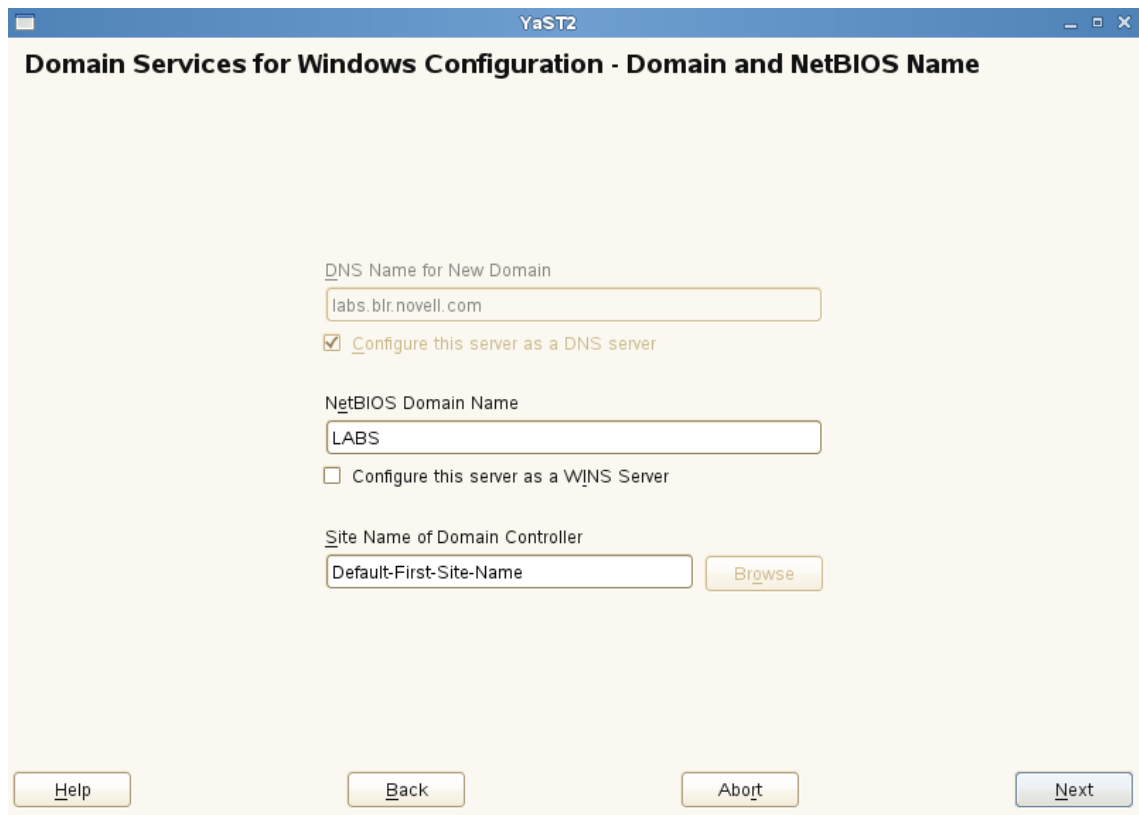 YaST2
Domain Services for Windows Configuration - Domain and NetBIOS Name
DNS Name for New Domain
labs.blr.novell.com
Configure this server as a DNS server
NetBIOS Domain Name
LABS
Configure this server as a WINS Server
Site Name of Domain Controller
Default-First-Site-Name
Browse
Help
Back
Abort
Next